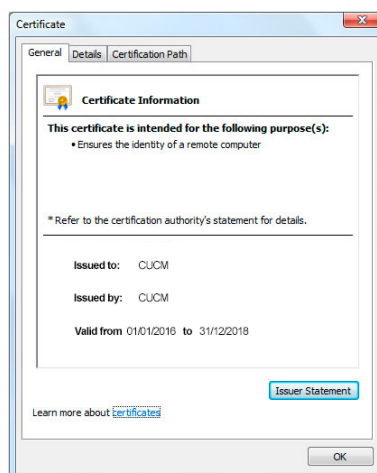 Certificate
General Details Certification Path
Certificate Information
This certificate is intended for the following purpose(s):
• Ensures the identity of a remote computer
* Refer to the certification authority's statement for details.
Issued to: CUCM
Issued by: CUCM
Valid from 01/01/2016 to 31/12/2018
Issuer Statement
Learn more about certificates
OK